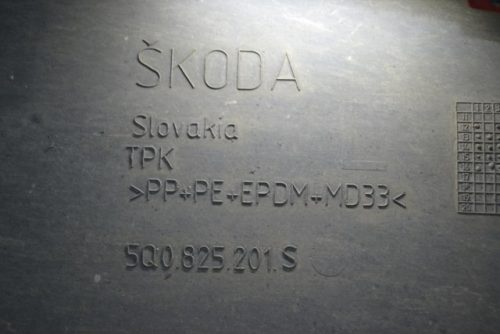 ŠKODA
Slovakia
TPK
>PP+PE+EPDM+MD33<
5Q0.825.201.S